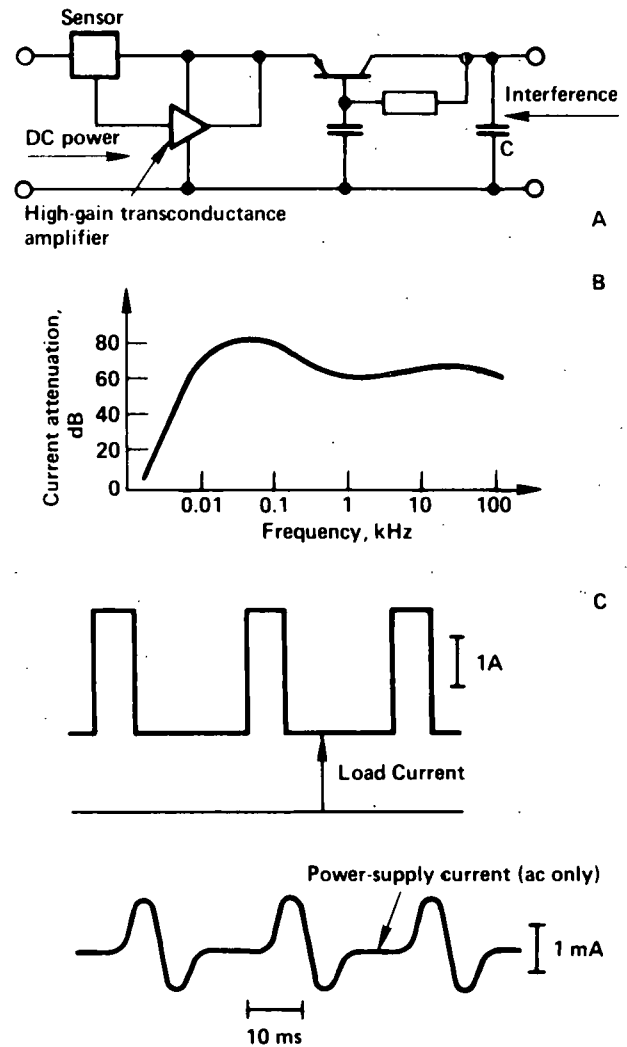 Sensor
Interference
DC power
C
High-gain transconductance
amplifier
A
B
Current attenuation,
dB
80
60
40
20
0
0.01 0.1 1 10 100
Frequency, kHz
C
1A
Load Current
Power-supply current (ac only)
1 mA
10 ms